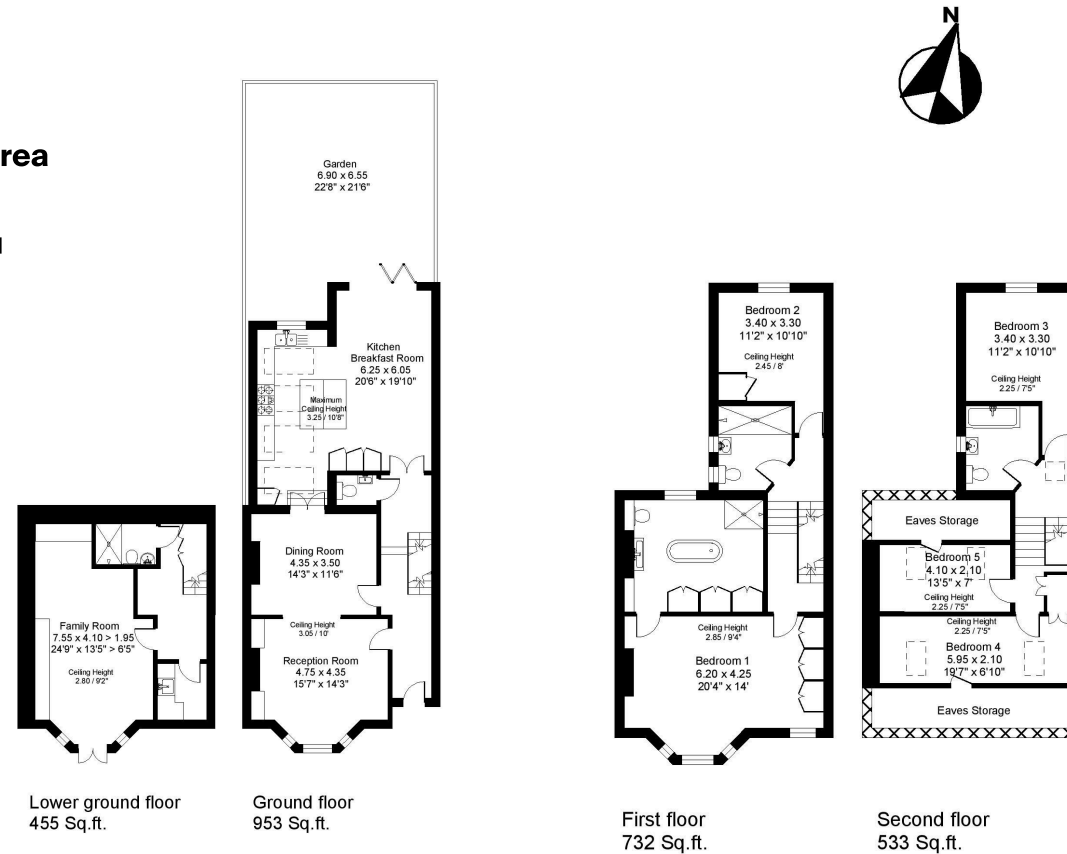 N
rea
Garden
6.90 x 6.55
22'8" x 21'6"
Kitchen
Breakfast Room
6.25 x 6.05
20'6" x 19'10"
Maximum
Ceiling Height
3.25 / 10'8"
Dining Room
4.35 x 3.50
14'3" x 11'6"
Ceiling Height
3.05 / 10'
Reception Room
4.75 x 4.35
15'7" x 14'3"
Family Room
7.55 x 4.10 > 1.95
24'9" x 13'5" > 6'5"
Ceiling Height
2.80 / 9'2"
Lower ground floor
455 Sq.ft.
Ground floor
953 Sq.ft.
Bedroom 2
3.40 x 3.30
11'2" x 10'10"
Ceiling Height
2.45 / 8'
Ceiling Height
2.85 / 9'4"
Bedroom 1
6.20 x 4.25
20'4" x 14'
First floor
732 Sq.ft.
Bedroom 3
3.40 x 3.30
11'2" x 10'10"
Ceiling Height
2.25 / 7'5"
Eaves Storage
Bedroom 5
4.10 x 2.10
13'5" x 7'
Ceiling Height
2.25 / 7'5"
Ceiling Height
2.25 / 7'5"
Bedroom 4
5.95 x 2.10
19'7" x 6'10"
Eaves Storage
Second floor
533 Sq.ft.